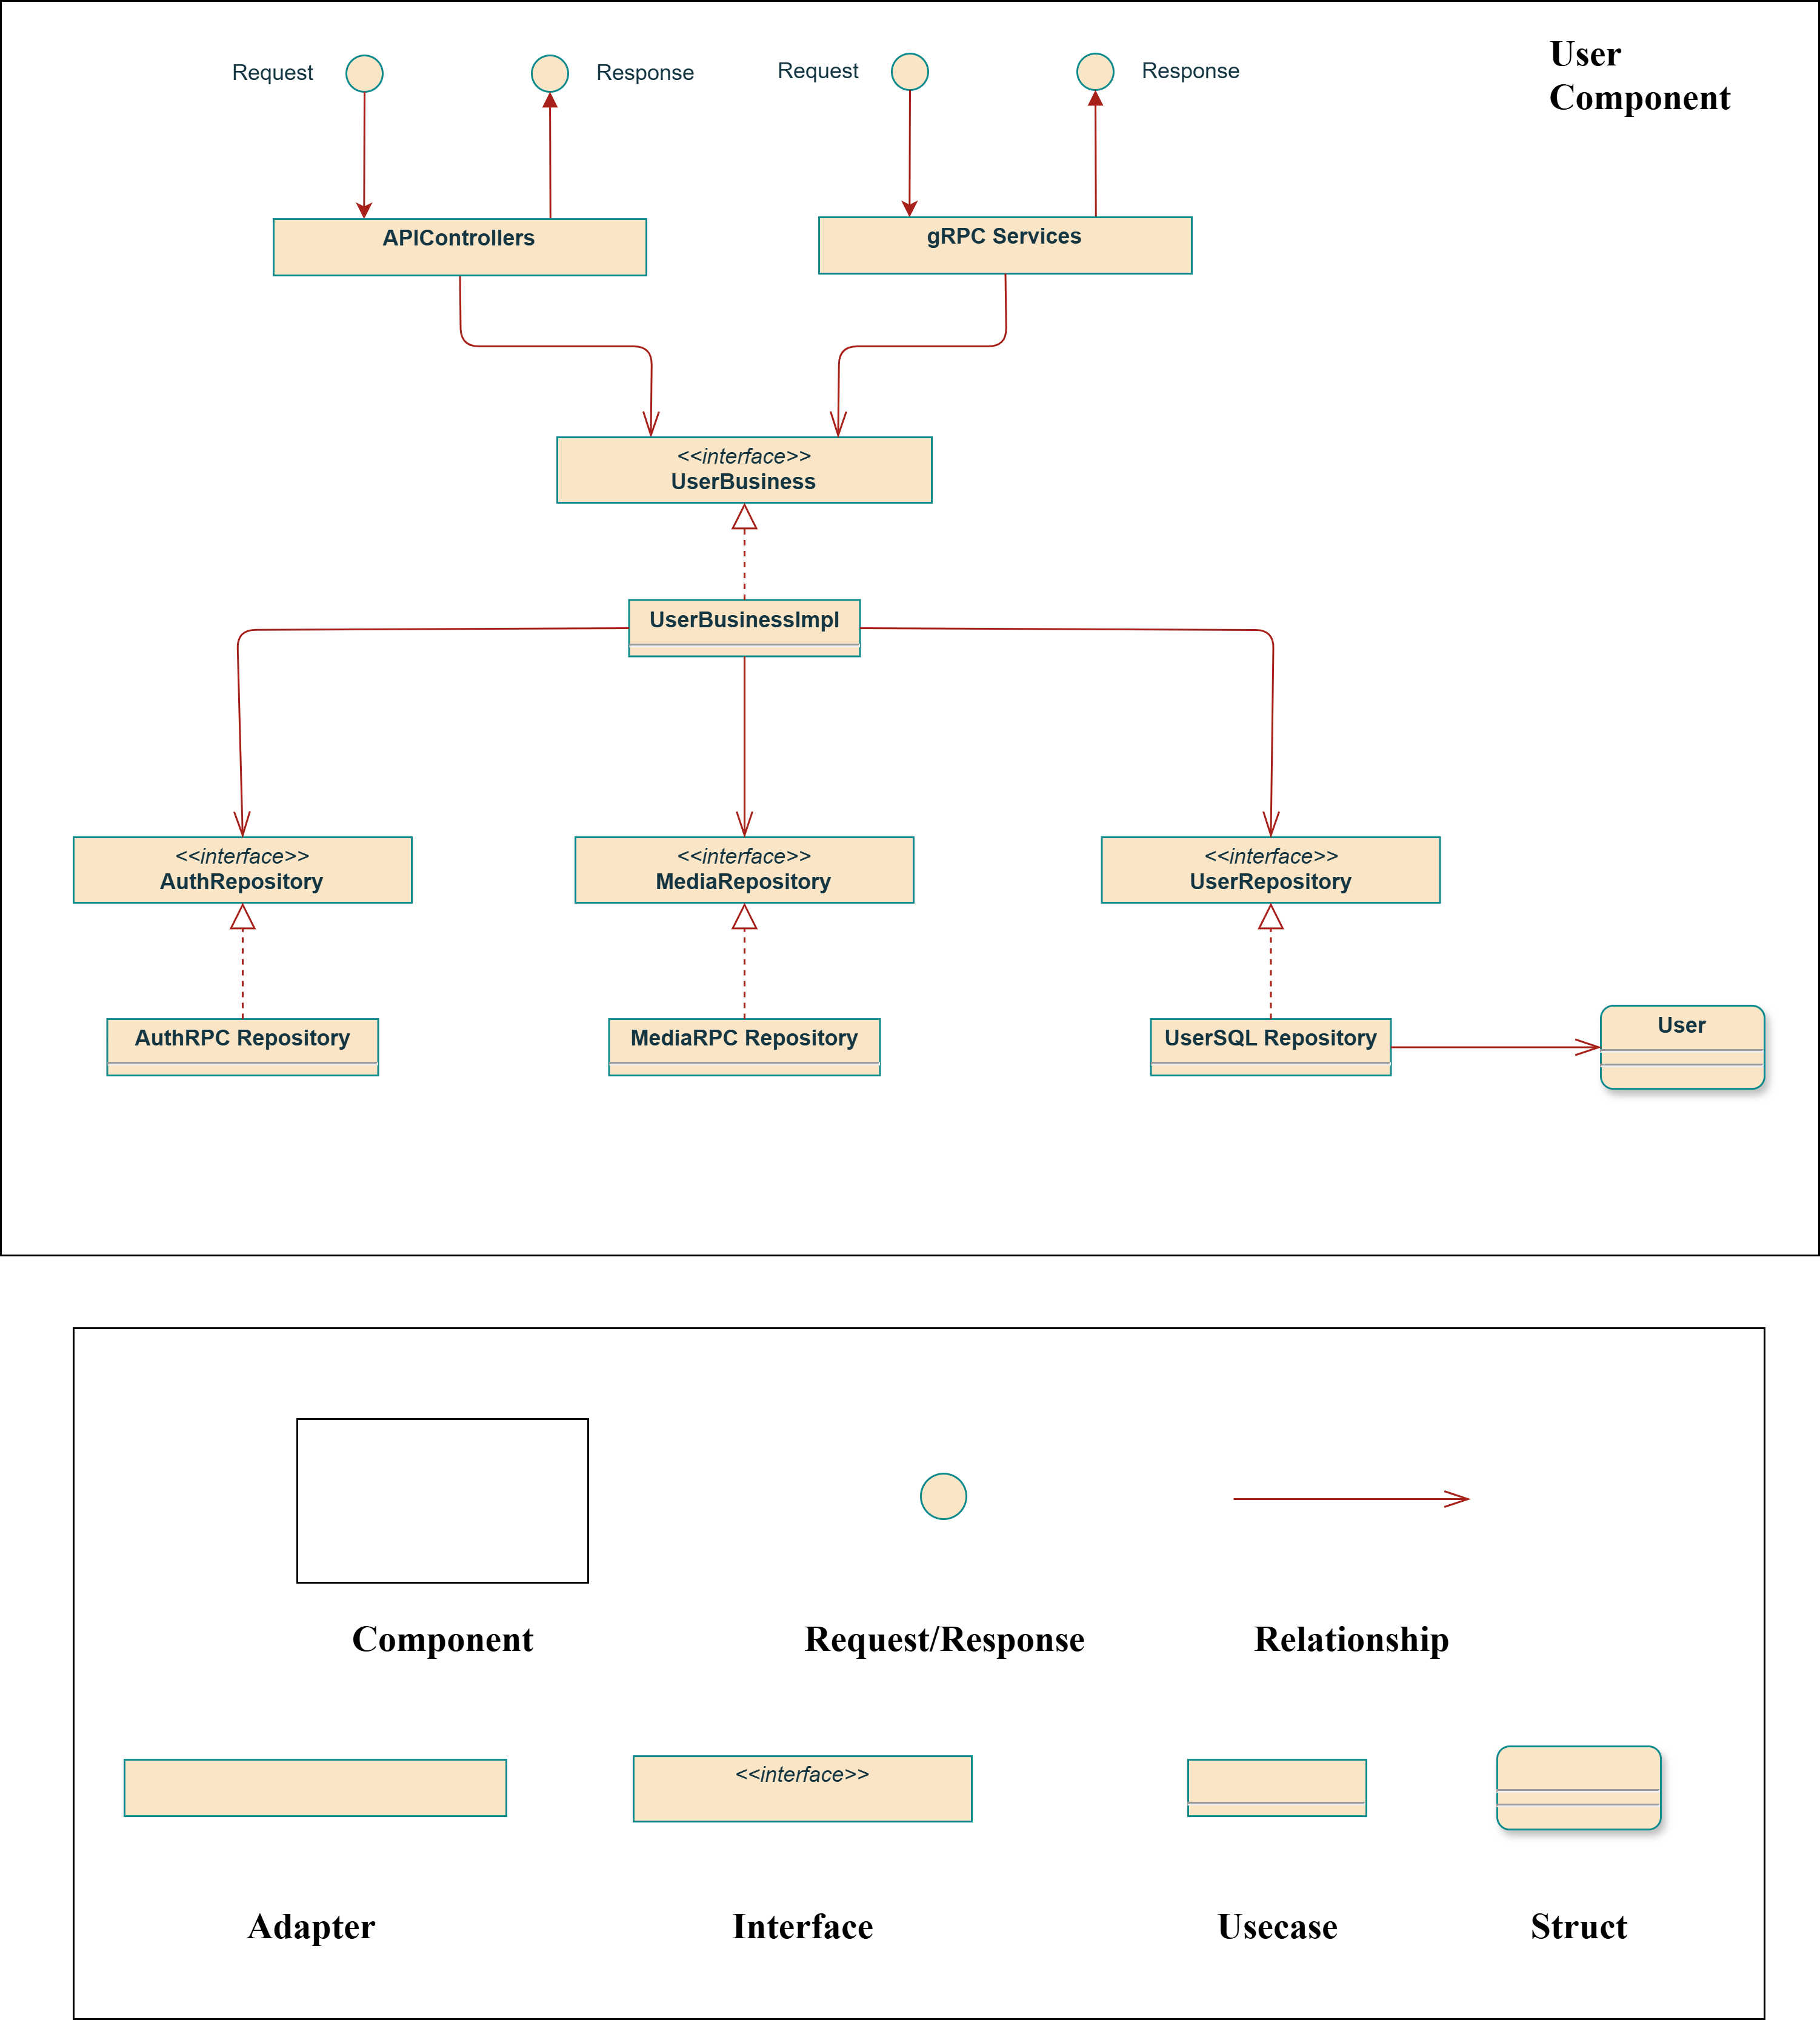 Request
Response
Request
Response
User
Component
APIControllers
gRPC Services
<<interface>>
UserBusiness
UserBusinessImpl
<<interface>>
AuthRepository
<<interface>>
MediaRepository
<<interface>>
UserRepository
AuthRPC Repository
MediaRPC Repository
UserSQL Repository
User
Component
Request/Response
Relationship
<<interface>>
Adapter
Interface
Usecase
Struct